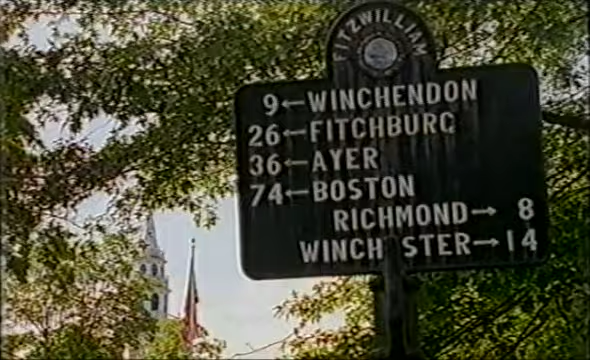 FITZWILLIAM
9←WINCHENDON
26←FITCHBURG
36←AYER
74←BOSTON
RICHMOND→ 8
WINCHESTER→14